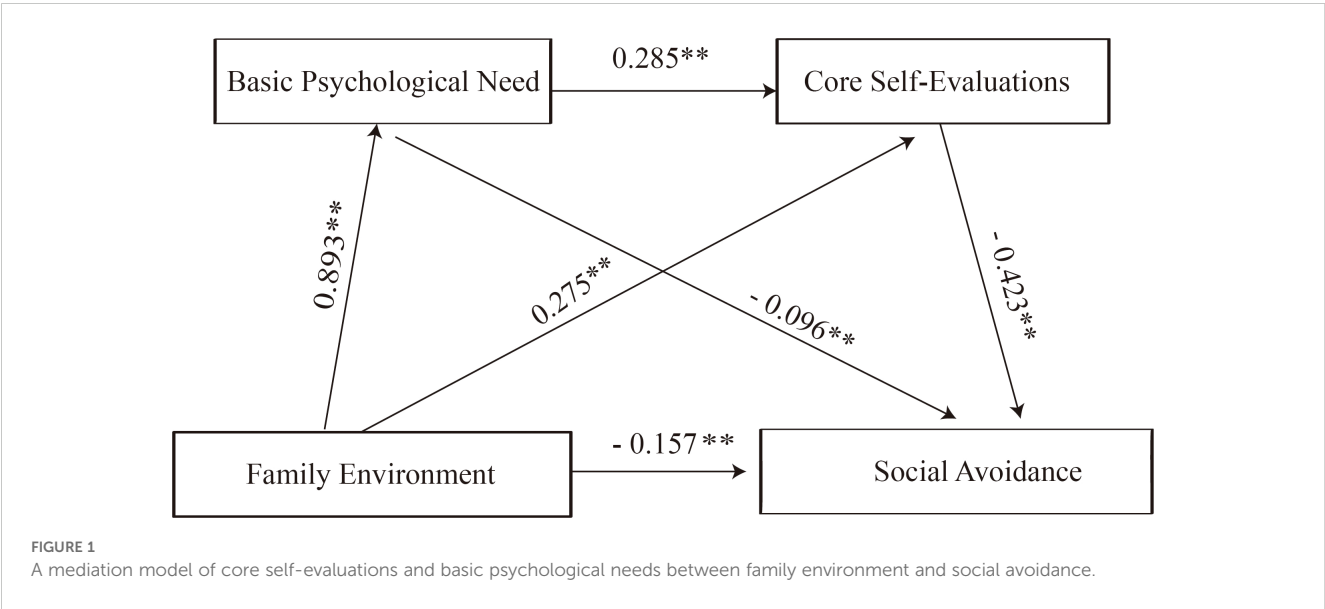 0.285**
Basic Psychological Need
Core Self-Evaluations
0.893**
0.275**
- 0.096**
- 0.423**
- 0.157**
Family Environment
Social Avoidance
FIGURE 1
A mediation model of core self-evaluations and basic psychological needs between family environment and social avoidance.